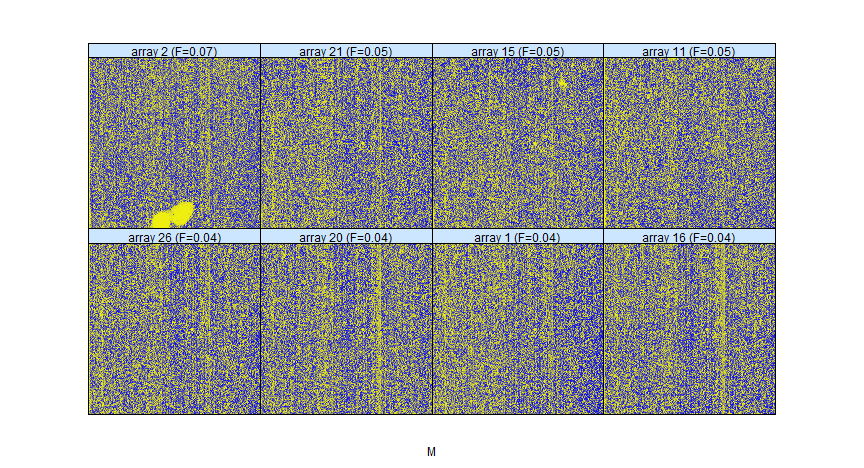 array 2 (F=0.07) array 21 (F=0.05) array 15 (F=0.05) array 11 (F=0.05)
array 26 (F=0.04) array 20 (F=0.04) array 1 (F=0.04) array 16 (F=0.04)
M